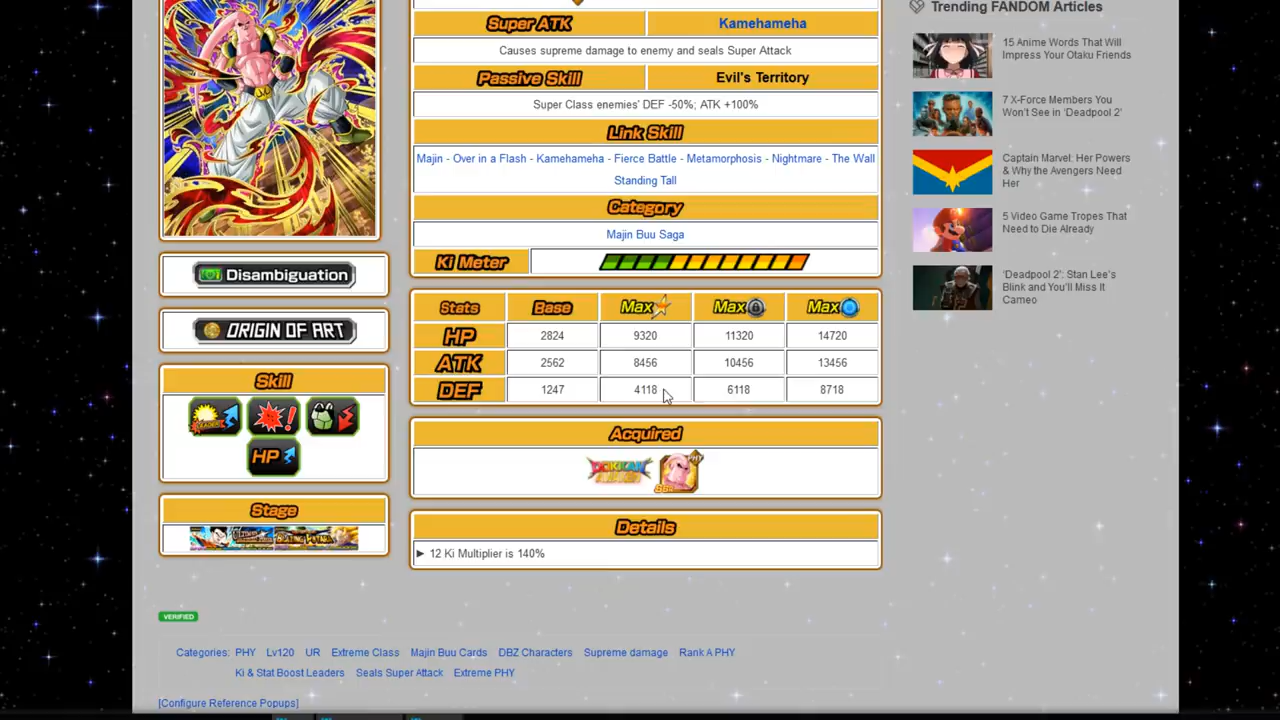 Trending FANDOM Articles
Super ATK Kamehameha
Causes supreme damage to enemy and seals Super Attack
Passive Skill Evil's Territory
Super Class enemies' DEF -50%; ATK +100%
Link Skill
Majin - Over in a Flash - Kamehameha - Fierce Battle - Metamorphosis - Nightmare - The Wall
Standing Tall
Category
Majin Buu Saga
Ki Meter
Stats Base Max Max Max
HP 2824 9320 11320 14720
ATK 2562 8456 10456 13456
DEF 1247 4118 6118 8718
Acquired
DOKKAN
PHY
SSR
Details
► 12 Ki Multiplier is 140%
Disambiguation
ORIGIN OF ART
Skill
LEADER
HP
Stage
15 Anime Words That Will
Impress Your Otaku Friends
7 X-Force Members You
Won't See in 'Deadpool 2'
Captain Marvel: Her Powers
& Why the Avengers Need
Her
5 Video Game Tropes That
Need to Die Already
'Deadpool 2': Stan Lee's
Blink and You'll Miss It
Cameo
VERIFIED
Categories: PHY Lv120 UR Extreme Class Majin Buu Cards DBZ Characters Supreme damage Rank A PHY
Ki & Stat Boost Leaders Seals Super Attack Extreme PHY
[Configure Reference Popups]